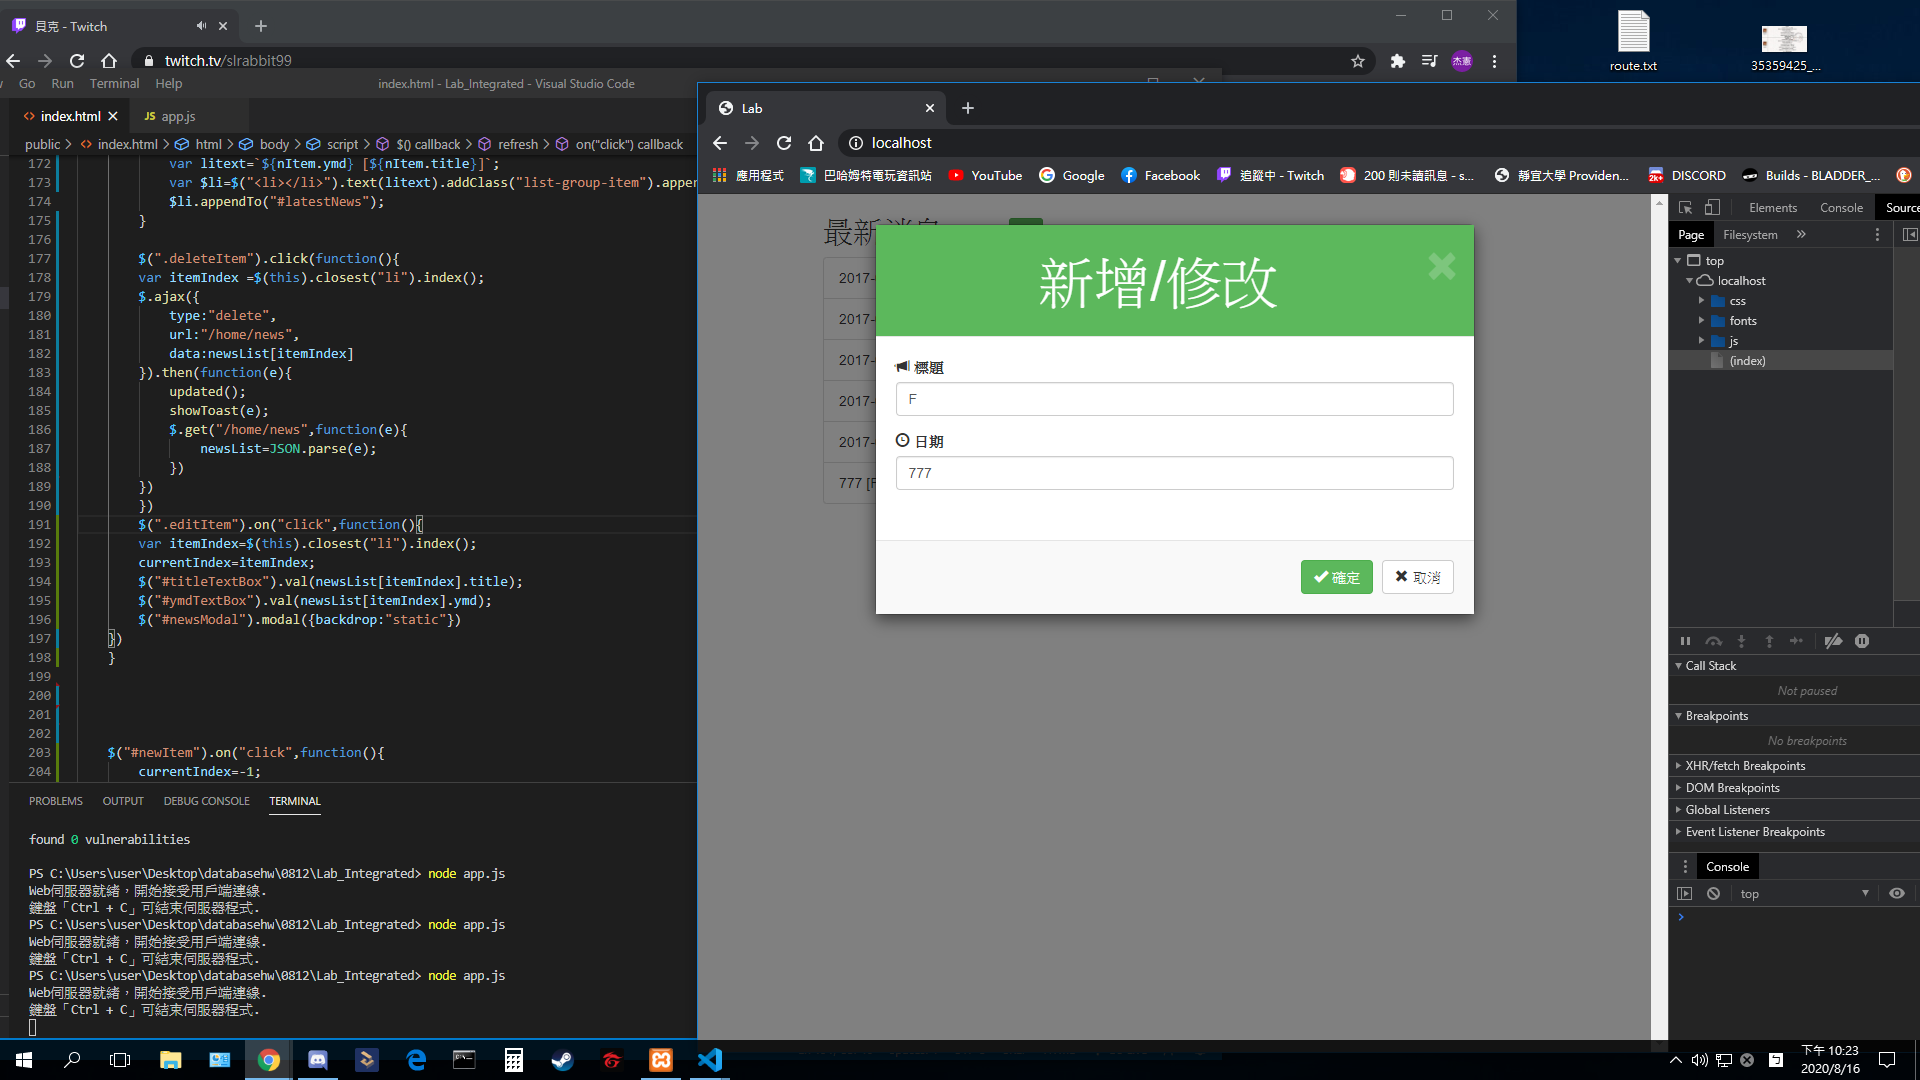 貝克 - Twitch
twitch.tv/slrabbit99
杰憲
Go Run Terminal Help
index.html - Lab_Integrated - Visual Studio Code
index.html
JS app.js
public > index.html > html > body > script > $() callback > refresh > on("click") callback
172 var litext=`${nItem.ymd} [${nItem.title}]`;
173 var $li=$("<li></li>").text(litext).addClass("list-group-item").apper
174 $li.appendTo("#latestNews");
175 }
176
177 $(".deleteItem").click(function(){
178 var itemIndex =$(this).closest("li").index();
179 $.ajax({
180 type:"delete",
181 url:"/home/news",
182 data:newsList[itemIndex]
183 }).then(function(e){
184 updated();
185 showToast(e);
186 $.get("/home/news",function(e){
187 newsList=JSON.parse(e);
188 })
189 })
190 })
191 $(".editItem").on("click",function(){
192 var itemIndex=$(this).closest("li").index();
193 currentIndex=itemIndex;
194 $("#titleTextBox").val(newsList[itemIndex].title);
195 $("#ymdTextBox").val(newsList[itemIndex].ymd);
196 $("#newsModal").modal({backdrop:"static"})
197 })
198 }
199
200
201
202
203 $("#newItem").on("click",function(){
204 currentIndex=-1;
PROBLEMS OUTPUT DEBUG CONSOLE TERMINAL
found 0 vulnerabilities
PS C:\Users\user\Desktop\databasehw\0812\Lab_Integrated> node app.js
Web伺服器就緒，開始接受用戶端連線.
鍵盤「Ctrl + C」可結束伺服器程式.
PS C:\Users\user\Desktop\databasehw\0812\Lab_Integrated> node app.js
Web伺服器就緒，開始接受用戶端連線.
鍵盤「Ctrl + C」可結束伺服器程式.
PS C:\Users\user\Desktop\databasehw\0812\Lab_Integrated> node app.js
Web伺服器就緒，開始接受用戶端連線.
鍵盤「Ctrl + C」可結束伺服器程式.
route.txt
35359425_...
Lab
localhost
應用程式 巴哈姆特電玩資訊站 YouTube Google Facebook 追蹤中 - Twitch 200 則未讀訊息 - s... 靜宜大學 Providen... DISCORD Builds - BLADDER_...
最新消息
2017-
2017-
2017-
2017-
2017-
777 [F
新增/修改
標題
F
日期
777
確定
取消
Elements Console Source
Page Filesystem
top
localhost
css
fonts
js
(index)
Call Stack
Not paused
Breakpoints
No breakpoints
XHR/fetch Breakpoints
DOM Breakpoints
Global Listeners
Event Listener Breakpoints
Console
top
下午 10:23
2020/8/16